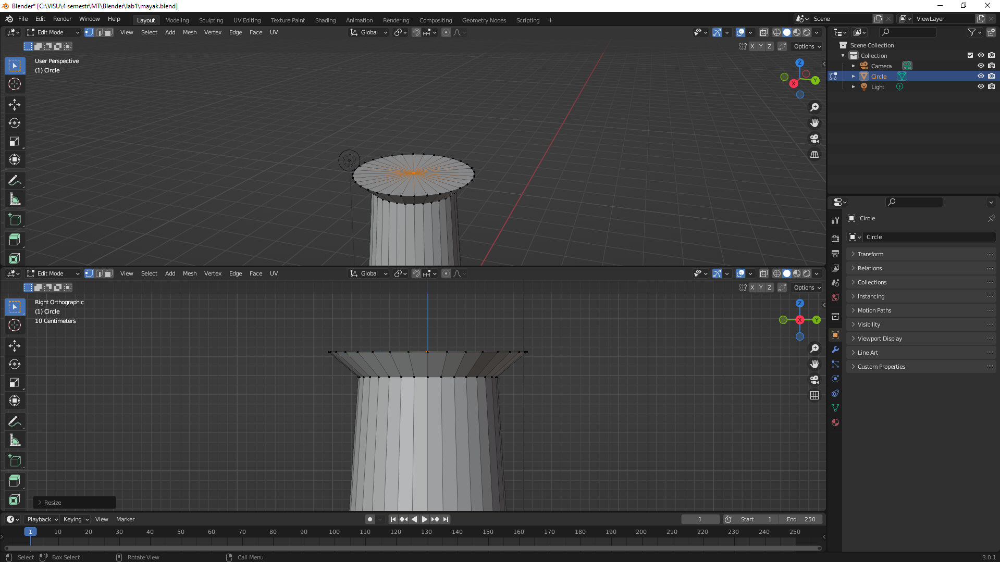 Blender* [C:\VISU\4 semestr\MT\Blender\lab1\mayak.blend]
File Edit Render Window Help Layout Modeling Sculpting UV Editing Texture Paint Shading Animation Rendering Compositing Geometry Nodes Scripting + Scene ViewLayer
Edit Mode View Select Add Mesh Vertex Edge Face UV Global
X Y Z Options
User Perspective
(1) Circle
Z
Y
X
Scene Collection
Collection
Camera
Circle
Light
Circle
Circle
Transform
Relations
Collections
Instancing
Motion Paths
Visibility
Viewport Display
Line Art
Custom Properties
Edit Mode View Select Add Mesh Vertex Edge Face UV Global
X Y Z Options
Right Orthographic
(1) Circle
10 Centimeters
Z
X Y
Resize
Playback Keying View Marker 1 Start 1 End 250
1 10 20 30 40 50 60 70 80 90 100 110 120 130 140 150 160 170 180 190 200 210 220 230 240 250
Select Box Select Rotate View Call Menu 3.0.1